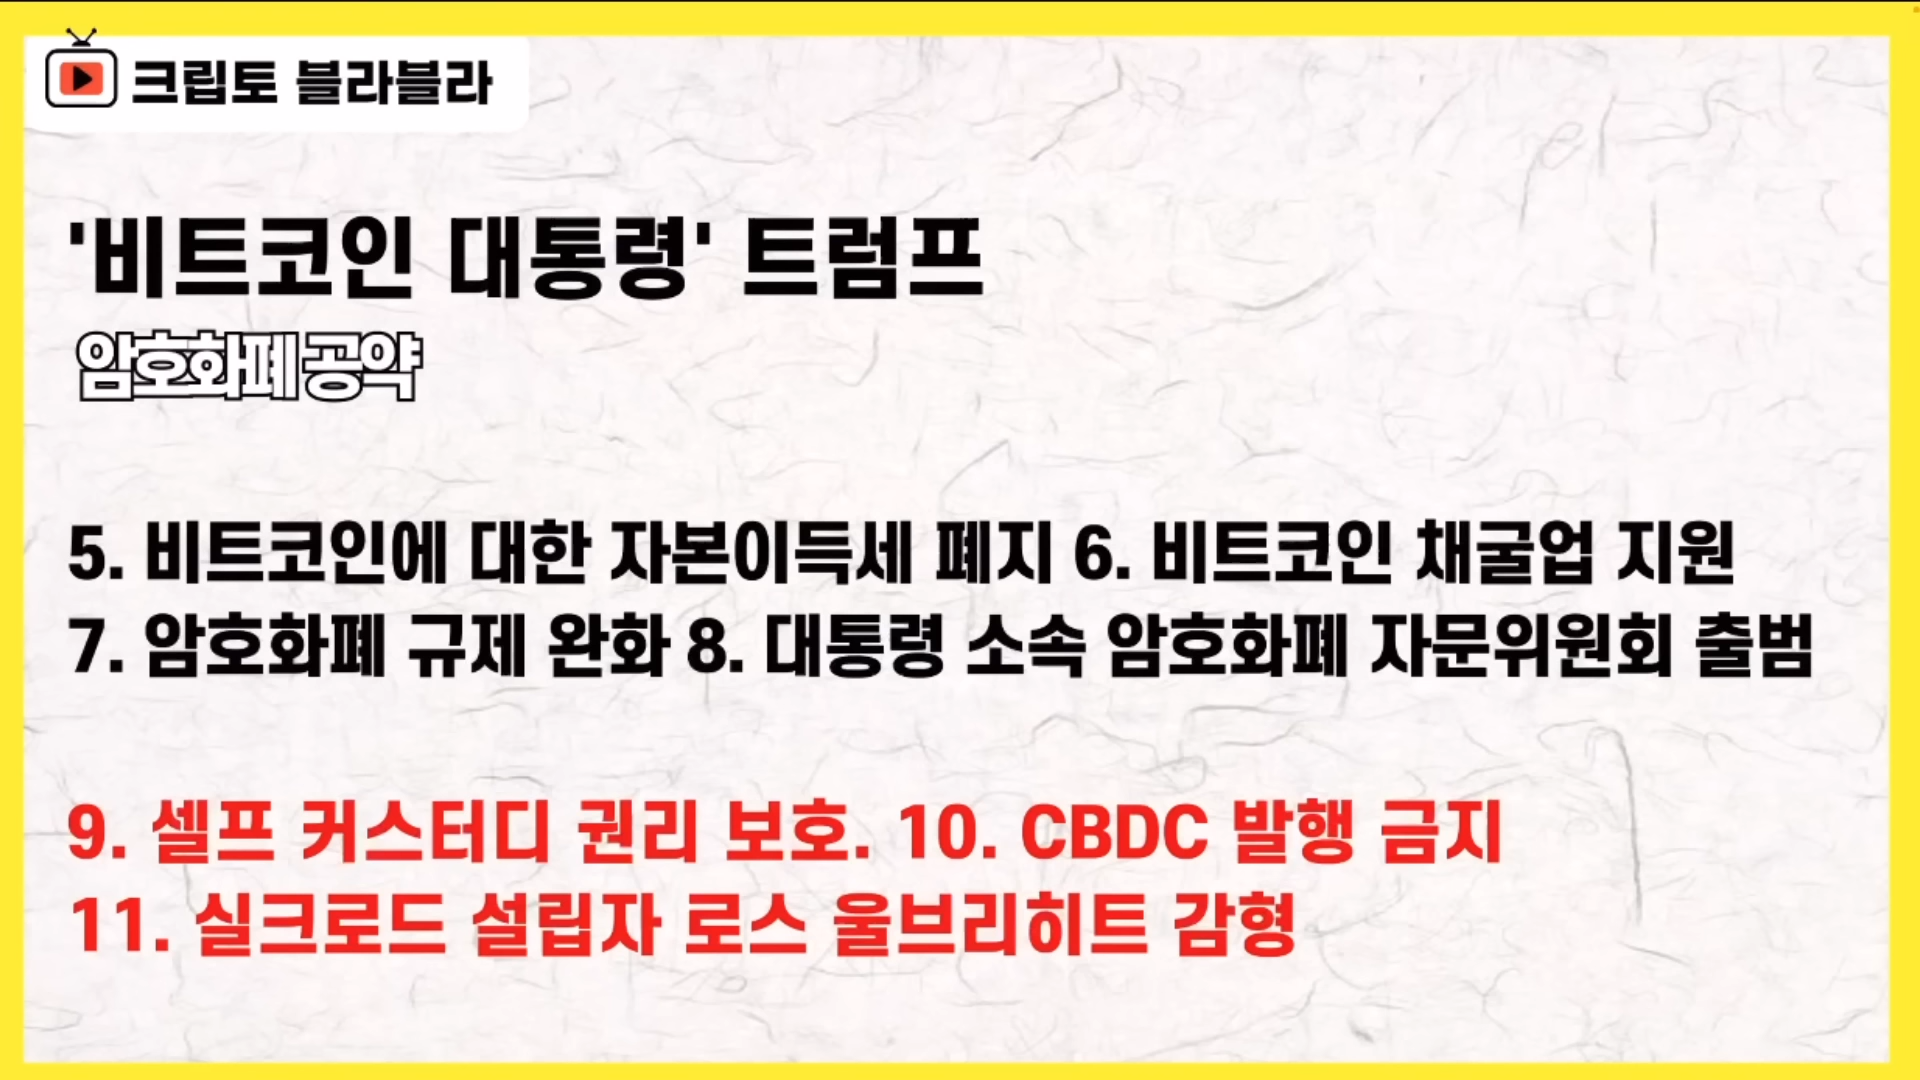 크립토 블라블라
'비트코인 대통령' 트럼프
암호화폐 공약
5. 비트코인에 대한 자본이득세 폐지 6. 비트코인 채굴업 지원
7. 암호화폐 규제 완화 8. 대통령 소속 암호화폐 자문위원회 출범
9. 셀프 커스터디 권리 보호. 10. CBDC 발행 금지
11. 실크로드 설립자 로스 울브리히트 감형